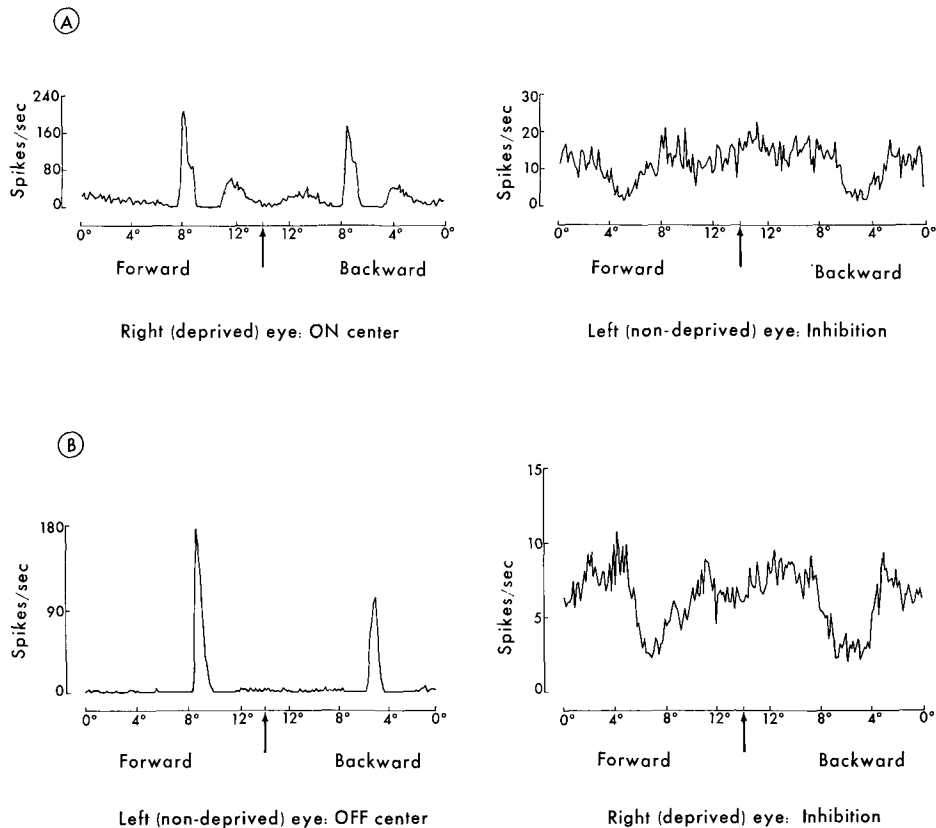 A
240
160
80
0
Spikes/sec
0° 4° 8° 12° 12° 8° 4° 0°
Forward Backward
Right (deprived) eye: ON center
30
20
10
0
Spikes/sec
0° 4° 8° 12° 12° 8° 4° 0°
Forward Backward
Left (non-deprived) eye: Inhibition
B
180
90
0
Spikes/sec
0° 4° 8° 12° 12° 8° 4° 0°
Forward Backward
Left (non-deprived) eye: OFF center
15
10
5
0
Spikes/sec
0° 4° 8° 12° 12° 8° 4° 0°
Forward Backward
Right (deprived) eye: Inhibition